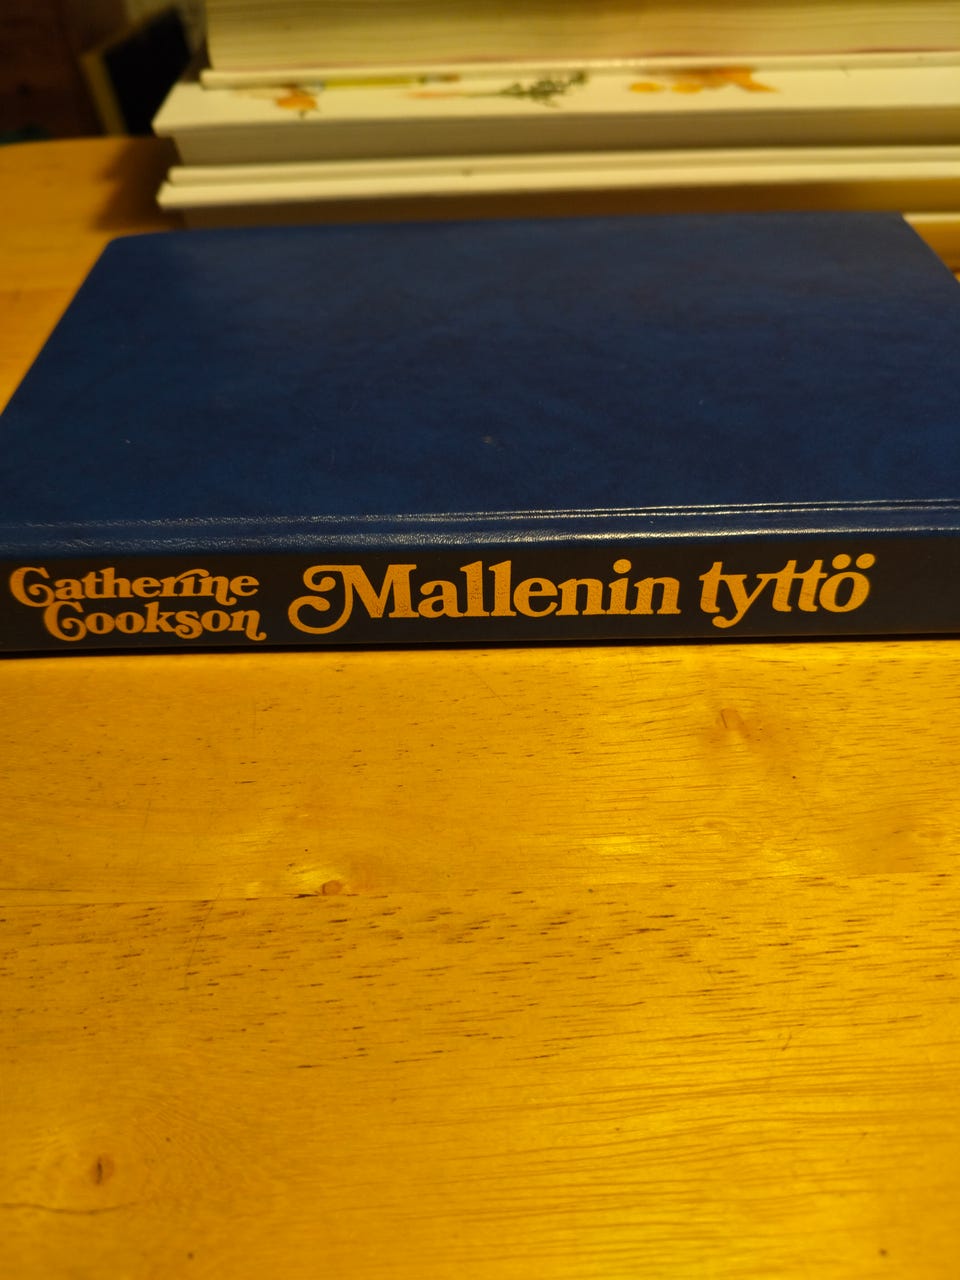 Catherine
Cookson
Mallenin tyttö